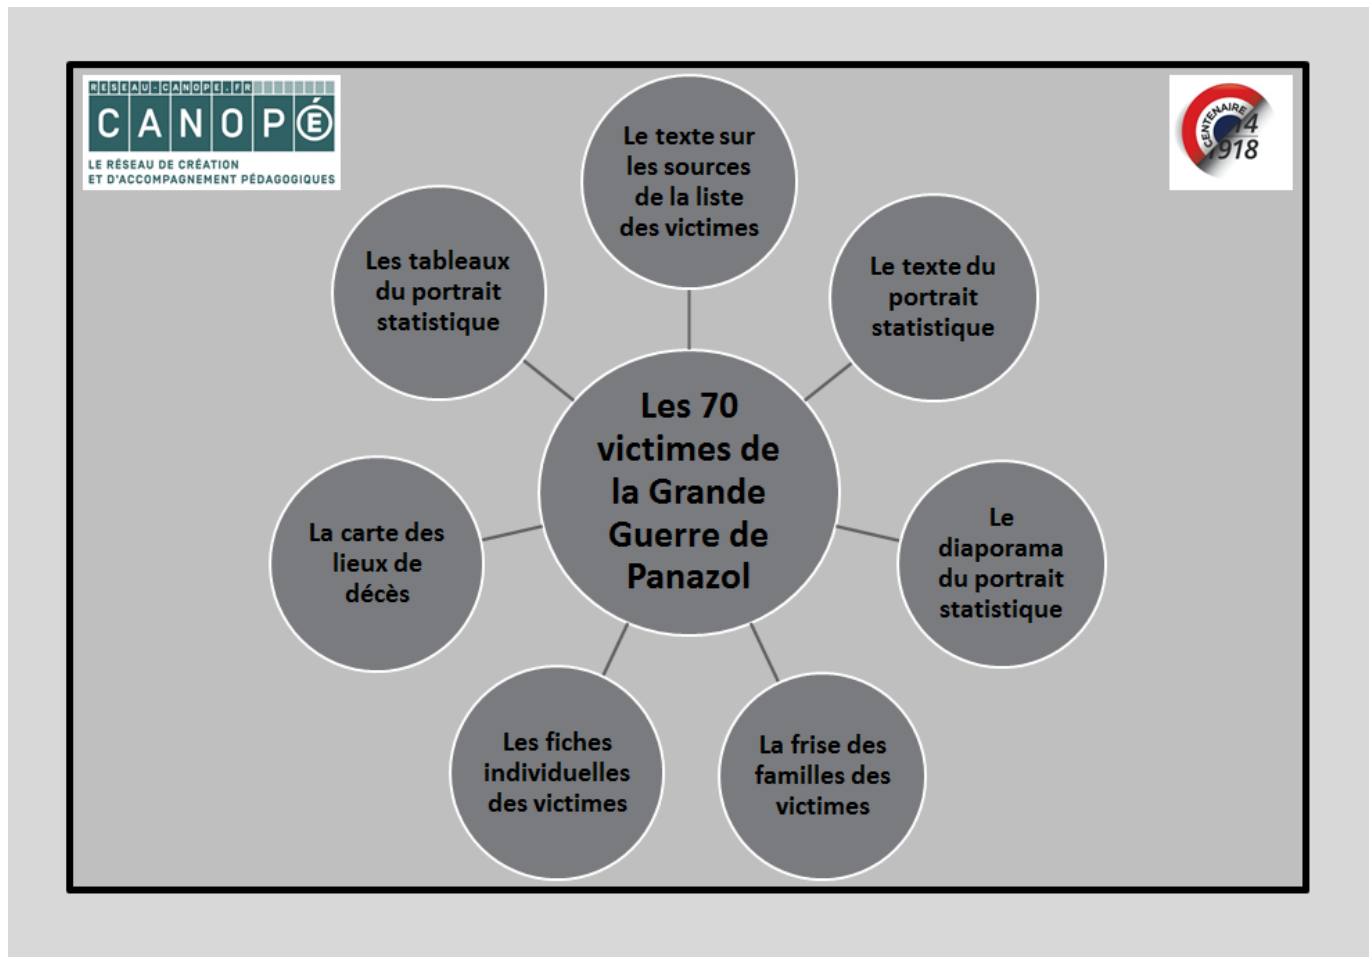 RESEAU-CANOPE.FR
CANOPÉ
LE RÉSEAU DE CRÉATION
ET D'ACCOMPAGNEMENT PÉDAGOGIQUES
CENTENAIRE
14
1918
Le texte sur
les sources
de la liste
des victimes
Les tableaux
du portrait
statistique
Le texte du
portrait
statistique
Les 70
victimes de
la Grande
Guerre de
Panazol
La carte des
lieux de
décès
Le
diaporama
du portrait
statistique
Les fiches
individuelles
des victimes
La frise des
familles des
victimes